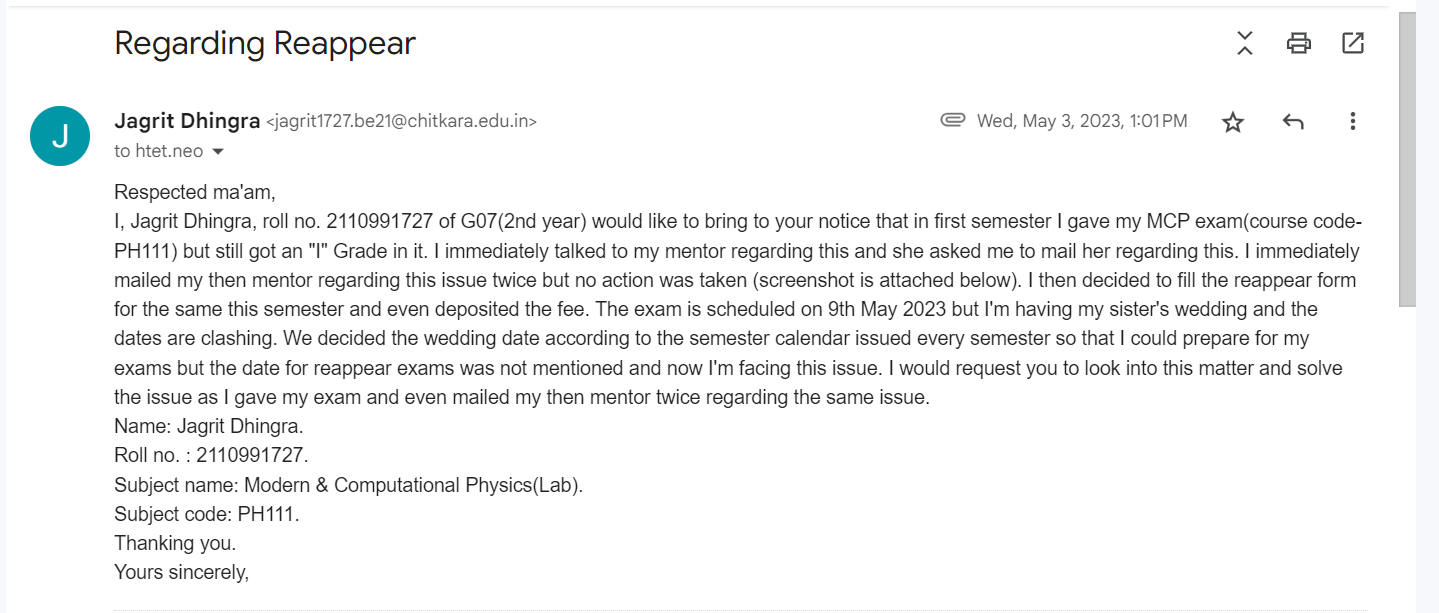 Regarding Reappear
J
Jagrit Dhingra <jagrit1727.be21@chitkara.edu.in>
Wed, May 3, 2023, 1:01 PM
to htet.neo
Respected ma'am,
I, Jagrit Dhingra, roll no. 2110991727 of G07(2nd year) would like to bring to your notice that in first semester I gave my MCP exam(course code-
PH111) but still got an "I" Grade in it. I immediately talked to my mentor regarding this and she asked me to mail her regarding this. I immediately
mailed my then mentor regarding this issue twice but no action was taken (screenshot is attached below). I then decided to fill the reappear form
for the same this semester and even deposited the fee. The exam is scheduled on 9th May 2023 but I'm having my sister's wedding and the
dates are clashing. We decided the wedding date according to the semester calendar issued every semester so that I could prepare for my
exams but the date for reappear exams was not mentioned and now I'm facing this issue. I would request you to look into this matter and solve
the issue as I gave my exam and even mailed my then mentor twice regarding the same issue.
Name: Jagrit Dhingra.
Roll no. : 2110991727.
Subject name: Modern & Computational Physics(Lab).
Subject code: PH111.
Thanking you.
Yours sincerely,